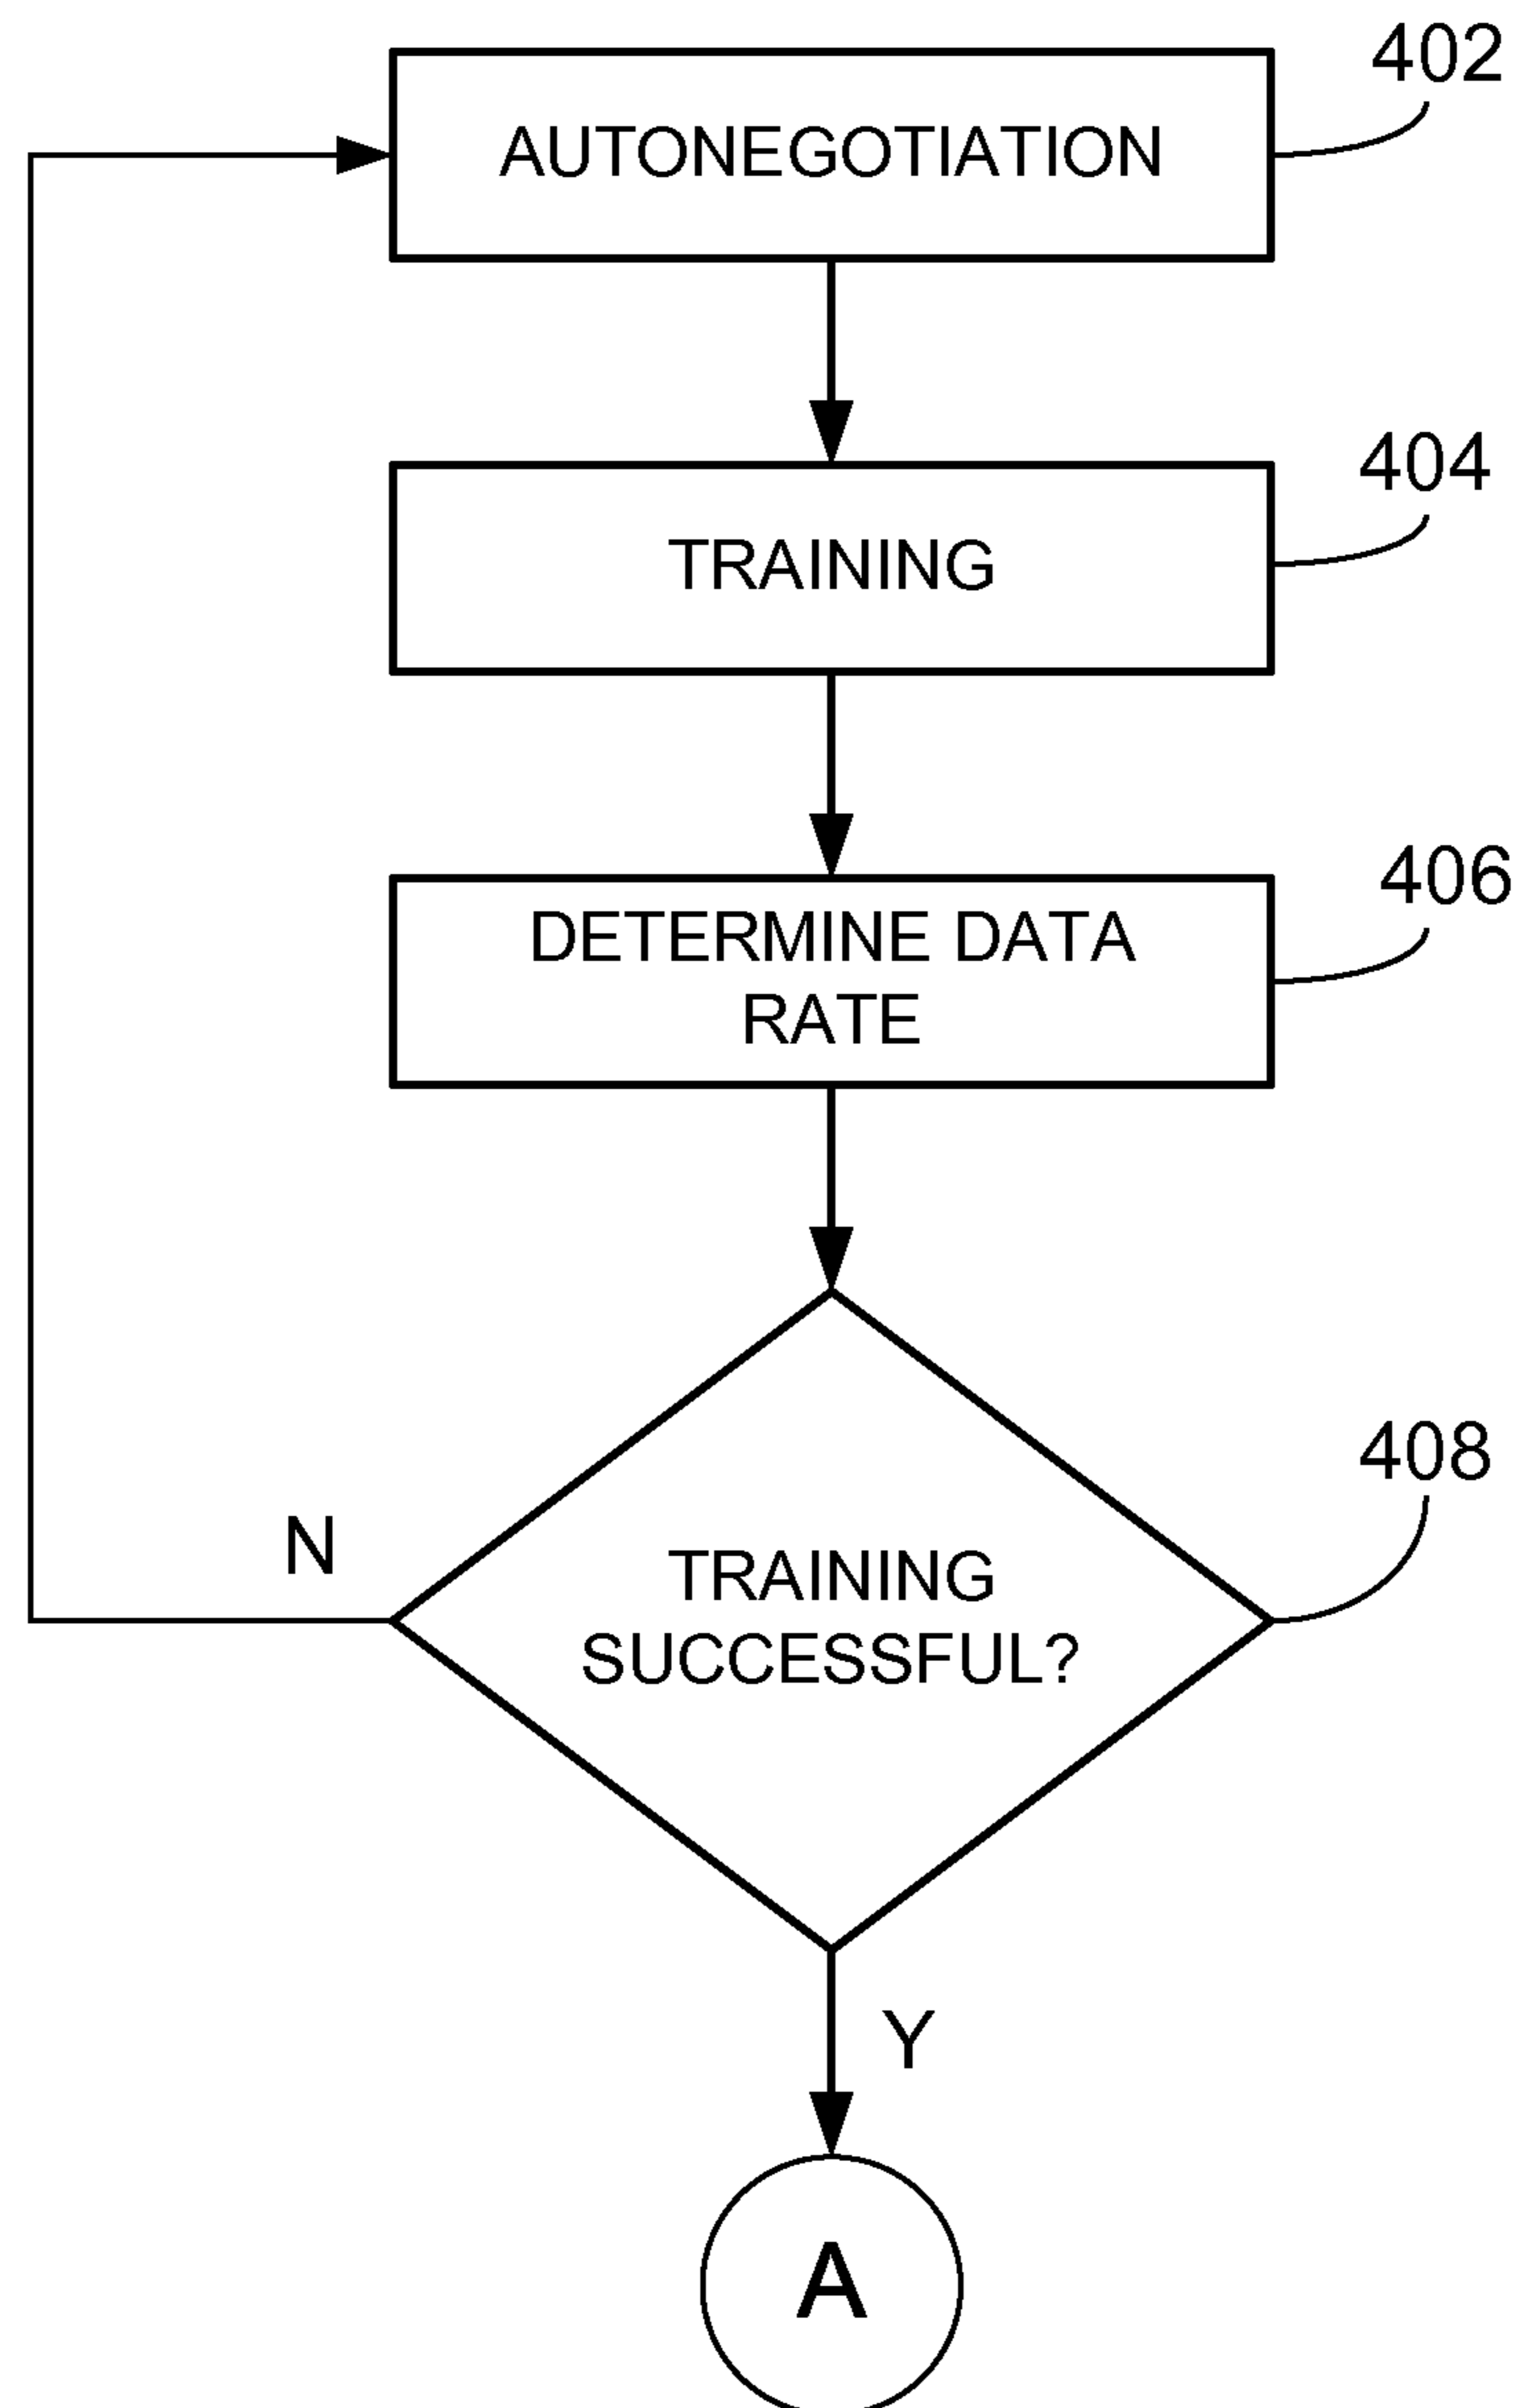 402
AUTONEGOTIATION
404
TRAINING
406
DETERMINE DATA
RATE
408
N
TRAINING
SUCCESSFUL?
Y
A